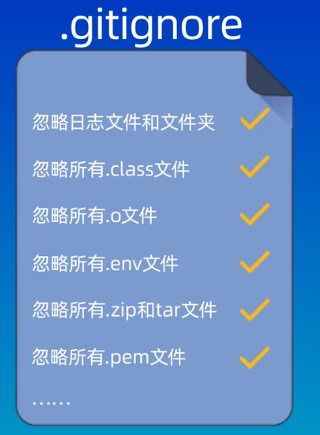 .gitignore
忽略日志文件和文件夹
忽略所有.class文件
忽略所有.o文件
忽略所有.env文件
忽略所有.zip和tar文件
忽略所有.pem文件
……